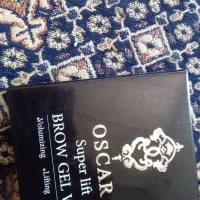 OSCAR
Super lift
BROW GEL
Volumizing Lifting